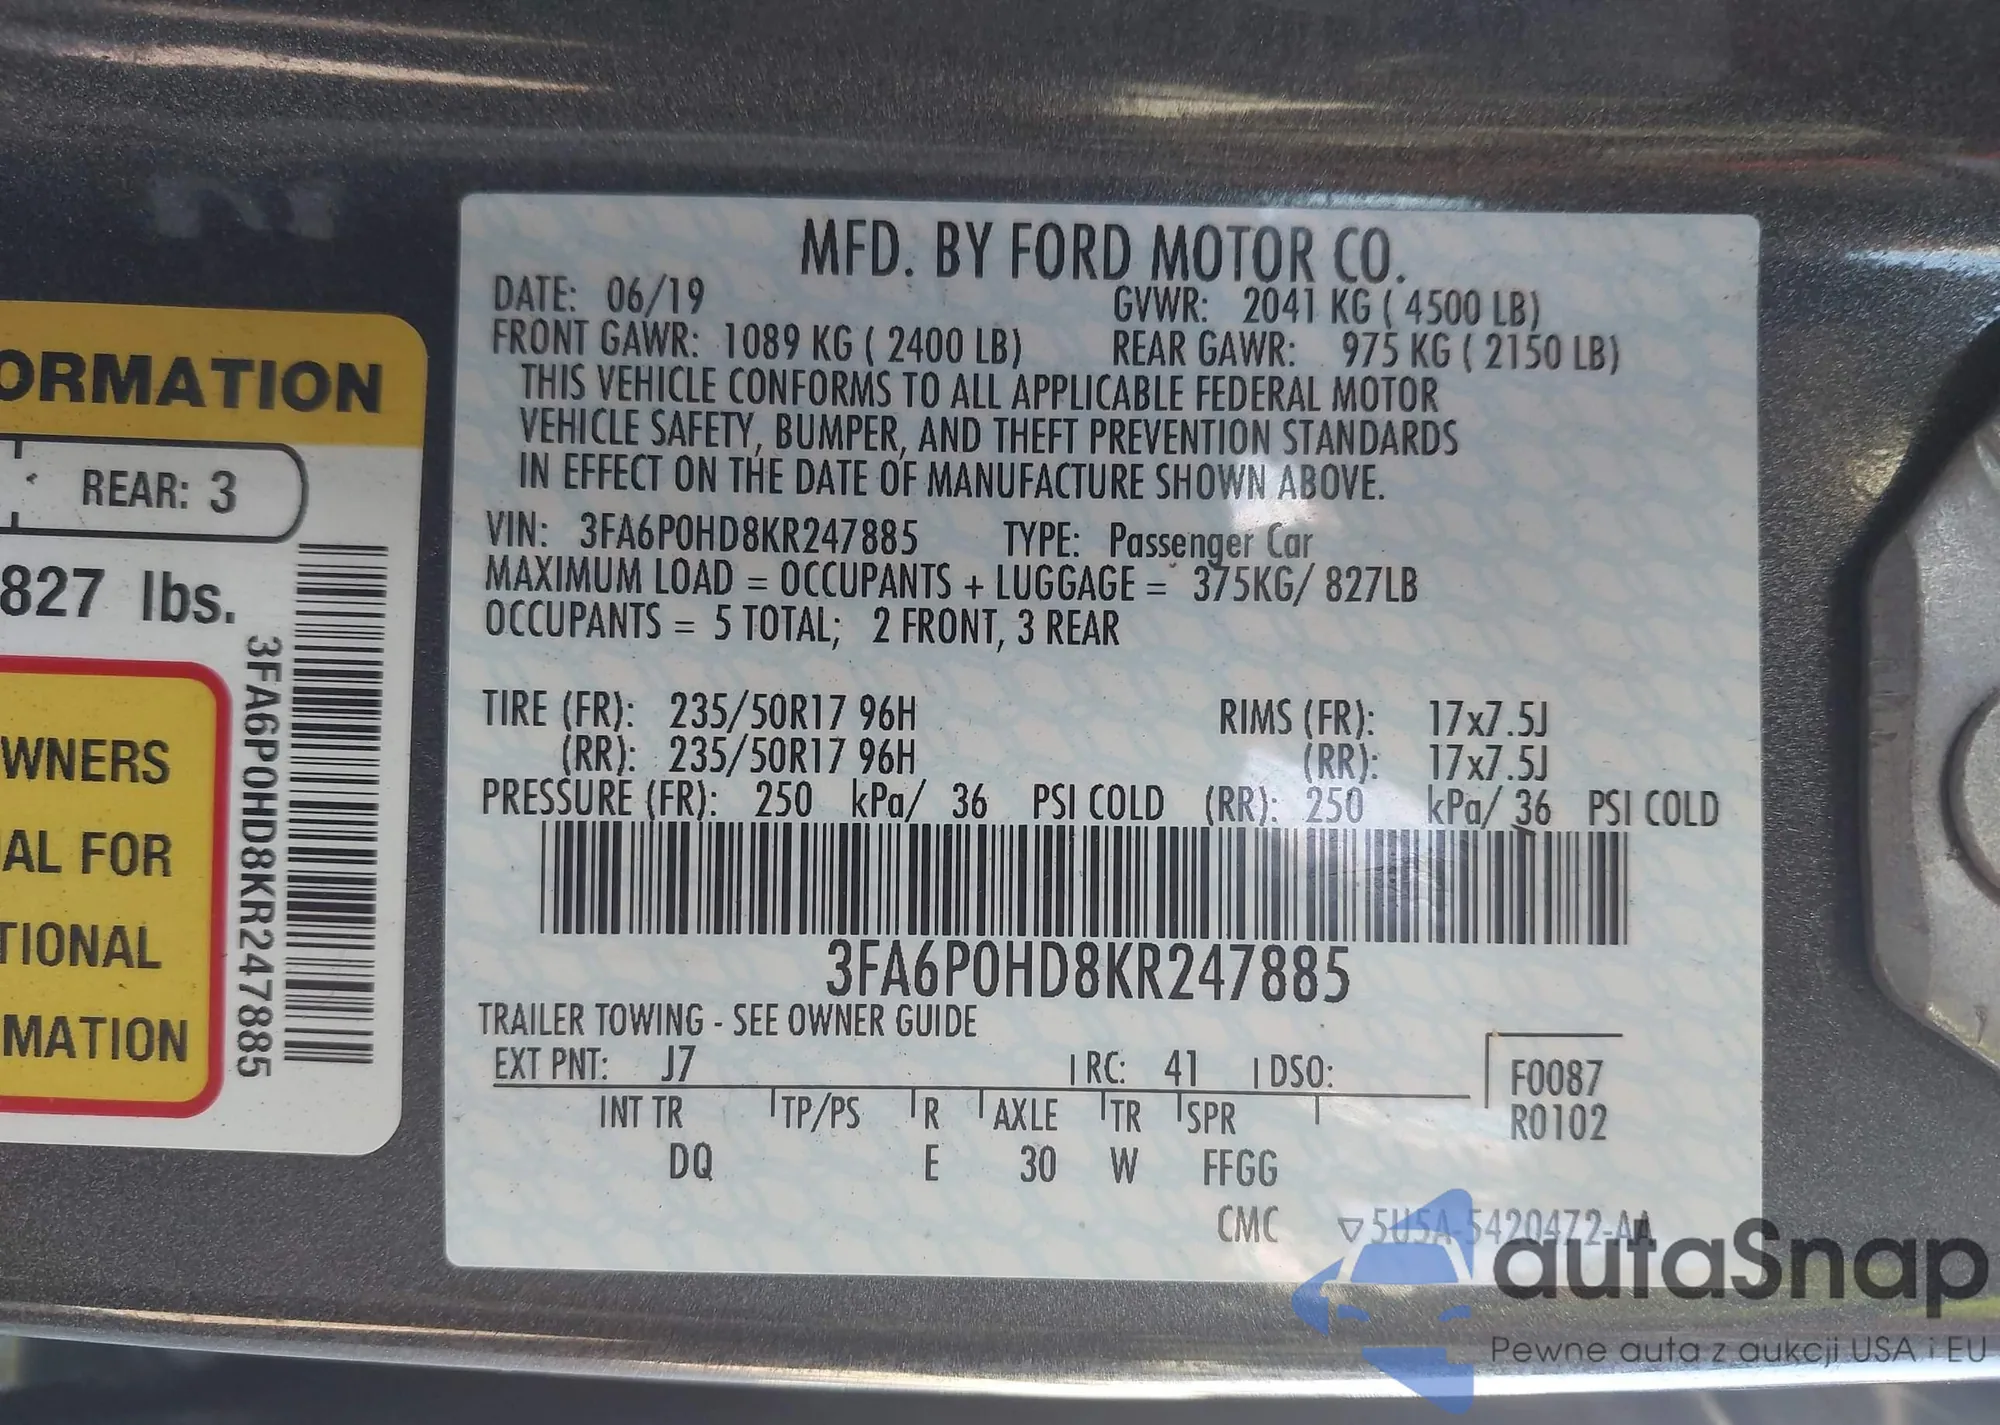 ORMATION
REAR: 3
827 lbs.
WNERS
AL FOR
TIONAL
MATION
3FA6P0HD8KR247885
MFD. BY FORD MOTOR CO.
DATE: 06/19 GVWR: 2041 KG ( 4500 LB)
FRONT GAWR: 1089 KG ( 2400 LB) REAR GAWR: 975 KG ( 2150 LB)
THIS VEHICLE CONFORMS TO ALL APPLICABLE FEDERAL MOTOR
VEHICLE SAFETY, BUMPER, AND THEFT PREVENTION STANDARDS
IN EFFECT ON THE DATE OF MANUFACTURE SHOWN ABOVE.
VIN: 3FA6P0HD8KR247885 TYPE: Passenger Car
MAXIMUM LOAD = OCCUPANTS + LUGGAGE = 375KG/ 827LB
OCCUPANTS = 5 TOTAL; 2 FRONT, 3 REAR
TIRE (FR): 235/50R17 96H RIMS (FR): 17x7.5J
(RR): 235/50R17 96H (RR): 17x7.5J
PRESSURE (FR): 250 kPa/ 36 PSI COLD (RR): 250 kPa/ 36 PSI COLD
3FA6P0HD8KR247885
TRAILER TOWING - SEE OWNER GUIDE
EXT PNT: J7 RC: 41 DSO: F0087
INT TR TP/PS R AXLE TR SPR R0102
DQ E 30 W FFGG
CMC ▽5U5A-5420472-AA
autaSnap
Pewne auta z aukcji USA i EU